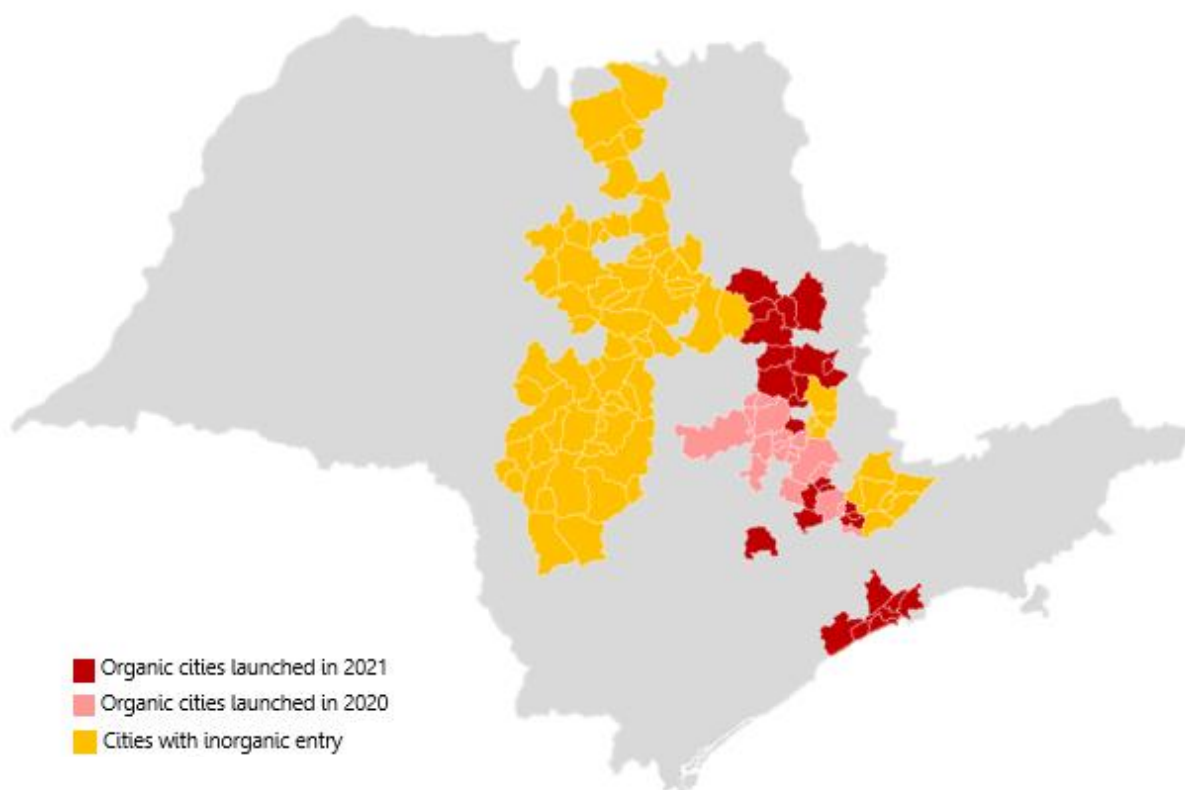 Organic cities launched in 2021
Organic cities launched in 2020
Cities with inorganic entry